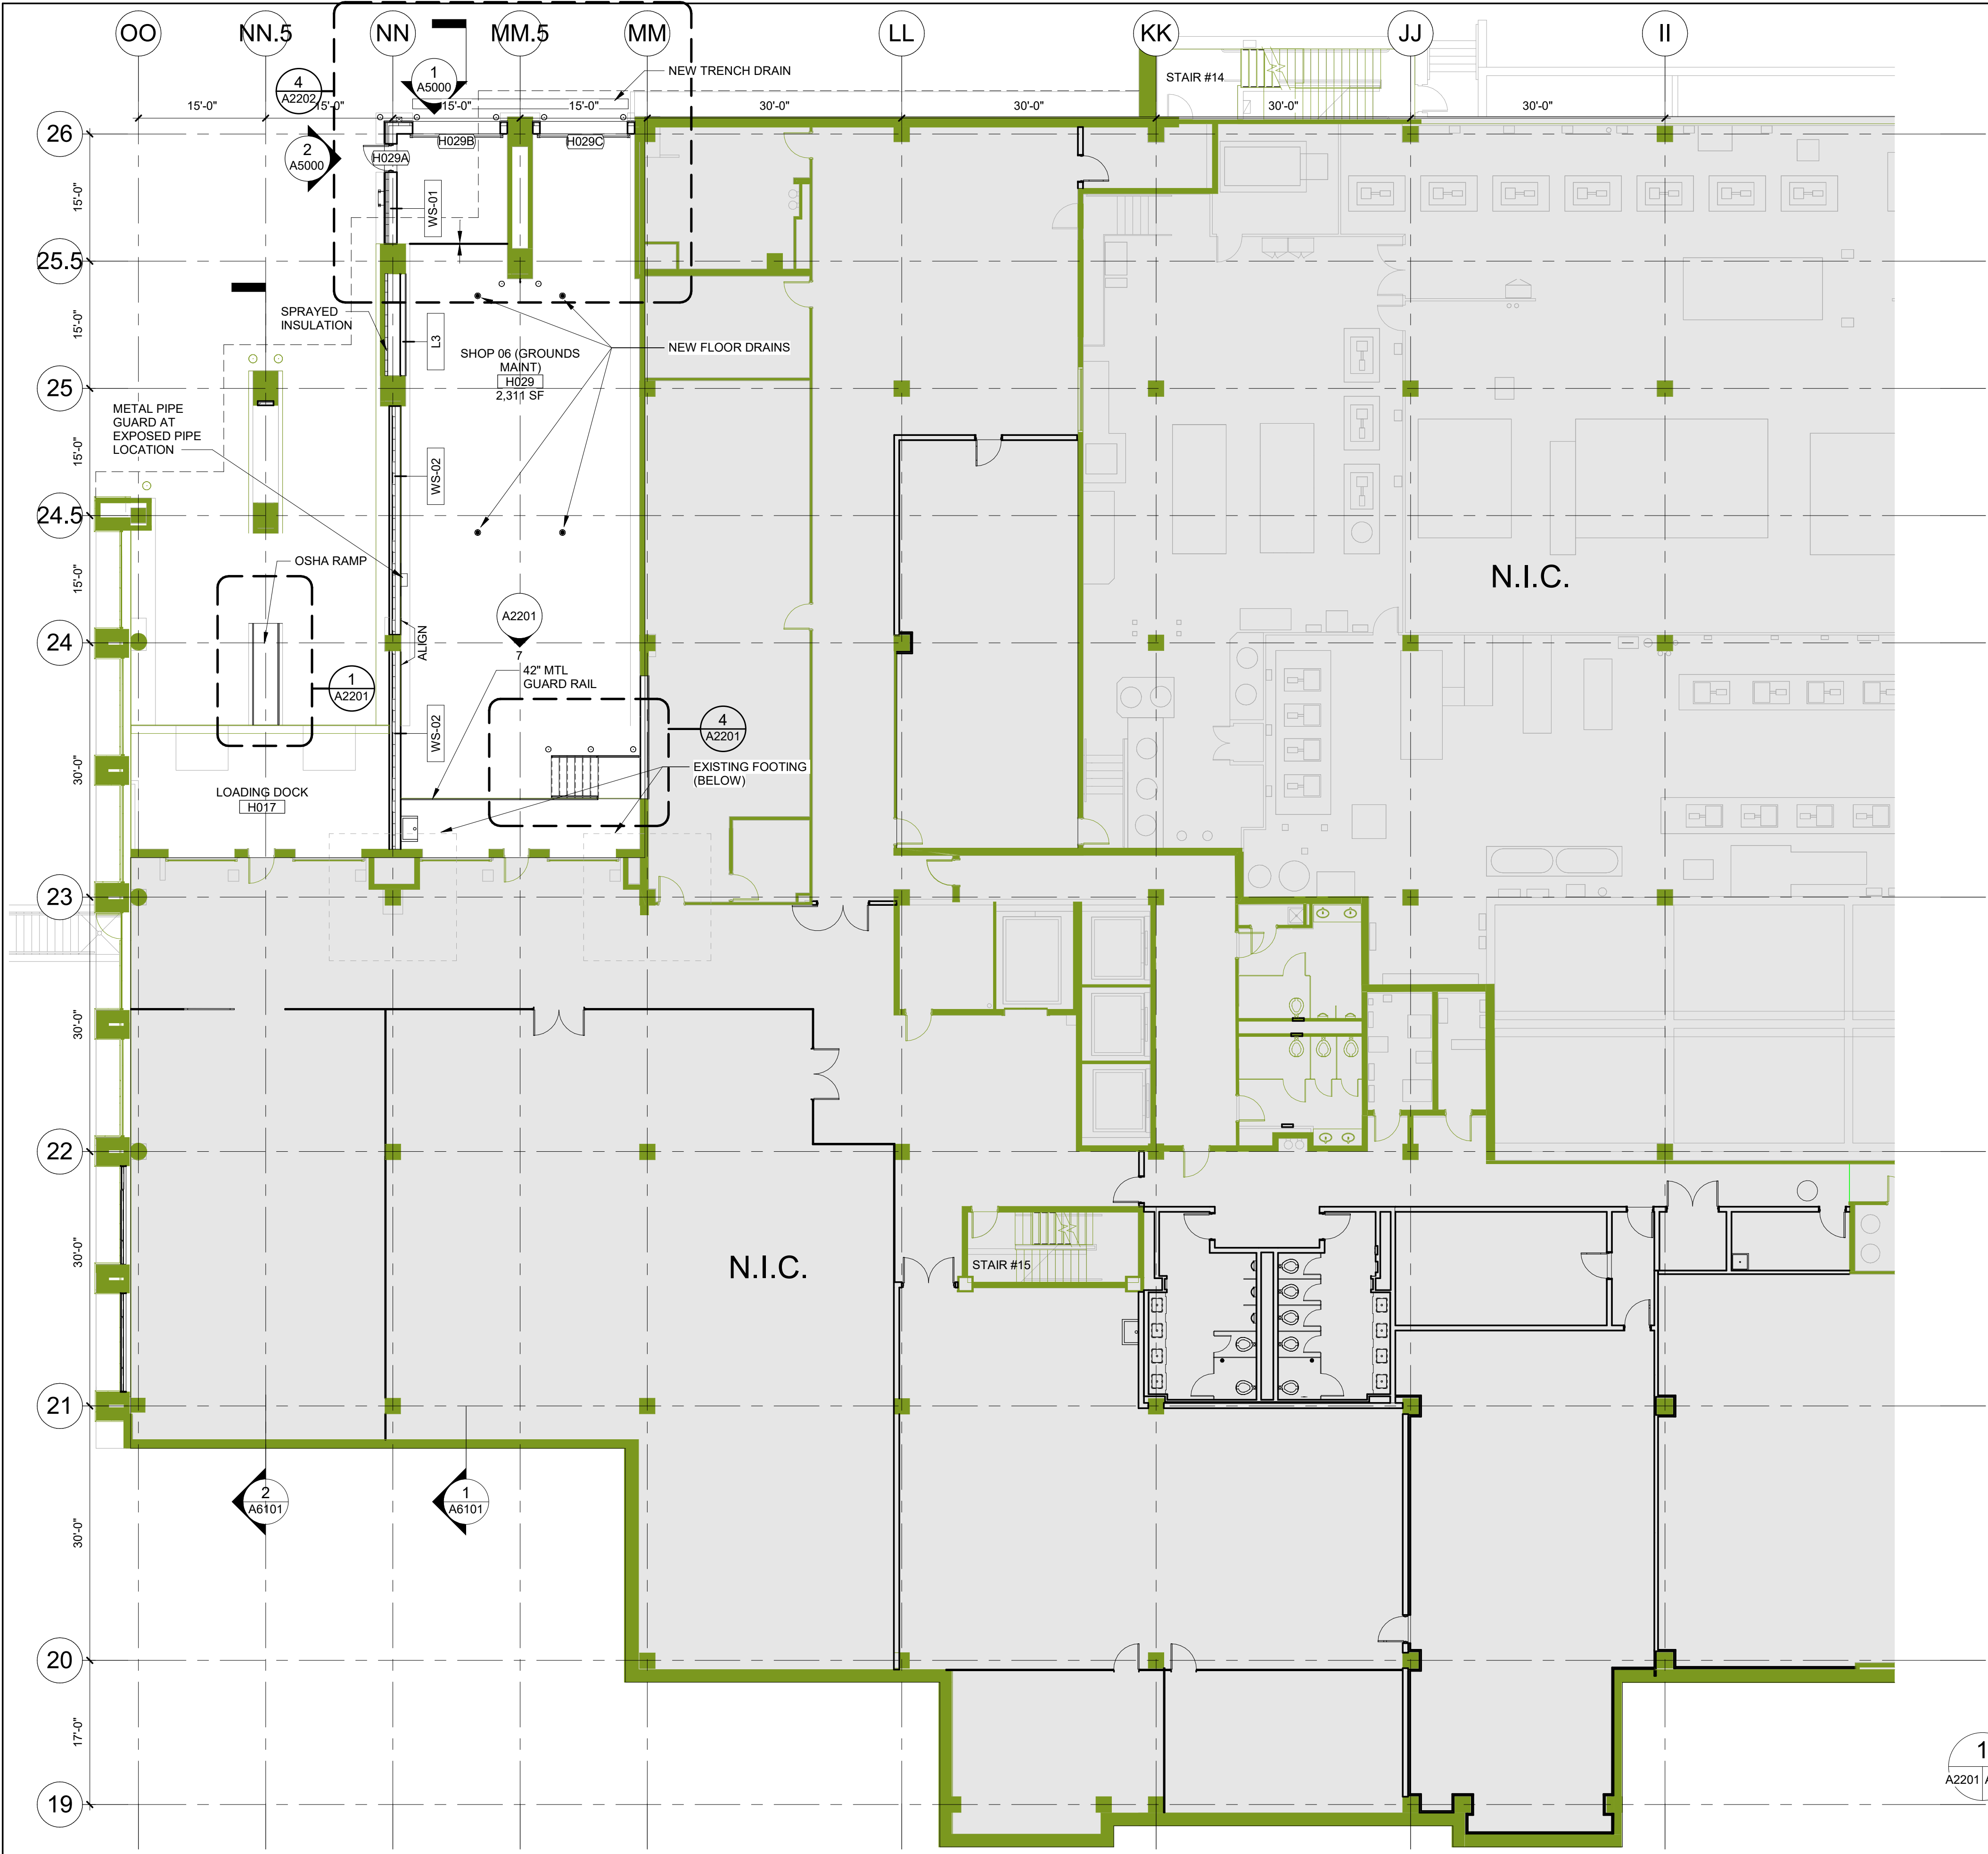 OO
NN.5
NN
MM.5
MM
LL
KK
JJ
II
4
A2202
1
A5000
NEW TRENCH DRAIN
STAIR #14
15'-0"
15'-0"
15'-0"
15'-0"
30'-0"
30'-0"
30'-0"
30'-0"
26
H029B
H029C
2
A5000
H029A
15'-0"
WS-01
25.5
SPRAYED
INSULATION
15'-0"
L3
NEW FLOOR DRAINS
SHOP 06 (GROUNDS
MAINT)
H029
2,311 SF
25
METAL PIPE
GUARD AT
EXPOSED PIPE
LOCATION
15'-0"
WS-02
24.5
OSHA RAMP
15'-0"
N.I.C.
A2201
7
24
ALIGN
42" MTL
GUARD RAIL
1
A2201
4
A2201
WS-02
30'-0"
EXISTING FOOTING
(BELOW)
LOADING DOCK
H017
23
30'-0"
22
30'-0"
N.I.C.
STAIR #15
21
2
A6101
1
A6101
30'-0"
20
17'-0"
1
A2201
19